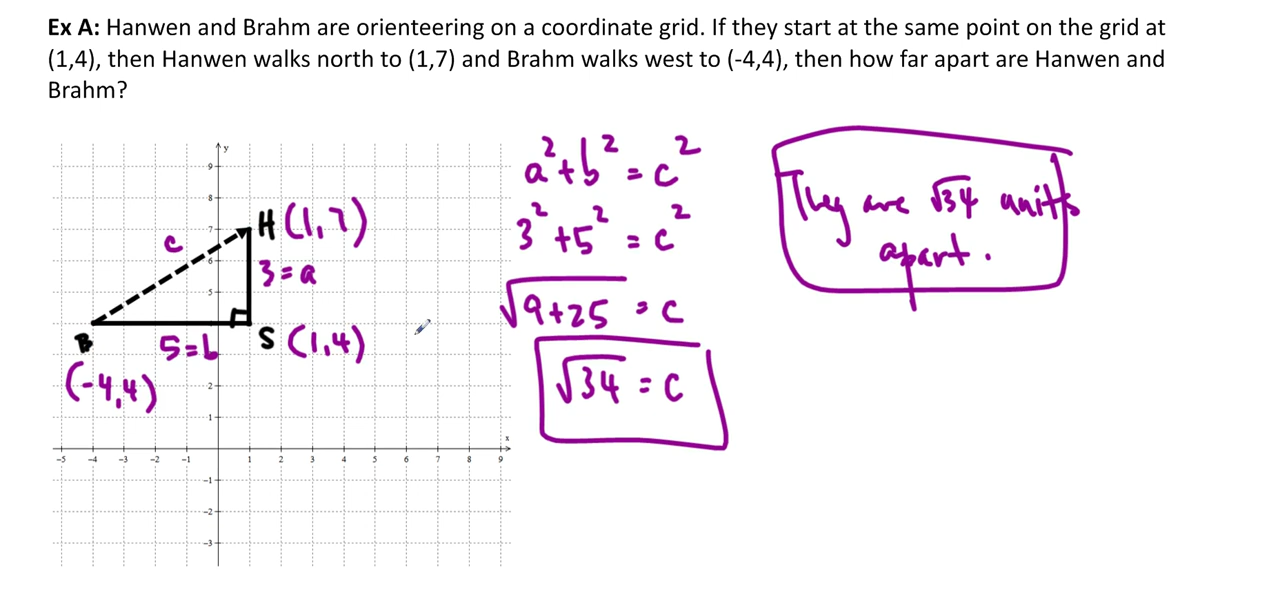 Ex A: Hanwen and Brahm are orienteering on a coordinate grid. If they start at the same point on the grid at
(1,4), then Hanwen walks north to (1,7) and Brahm walks west to (-4,4), then how far apart are Hanwen and
Brahm?
y
9
8
7
6
5
2
1
x
-5 -4 -3 -2 -1 1 2 3 4 5 6 7 8 9
-1
-2
-3
H (1,7)
c
3=a
B
5=b
S (1,4)
(-4,4)
a²+b² = c²
3²+5² = c²
√9+25 = c
√34 = c
They are √34 units
apart.